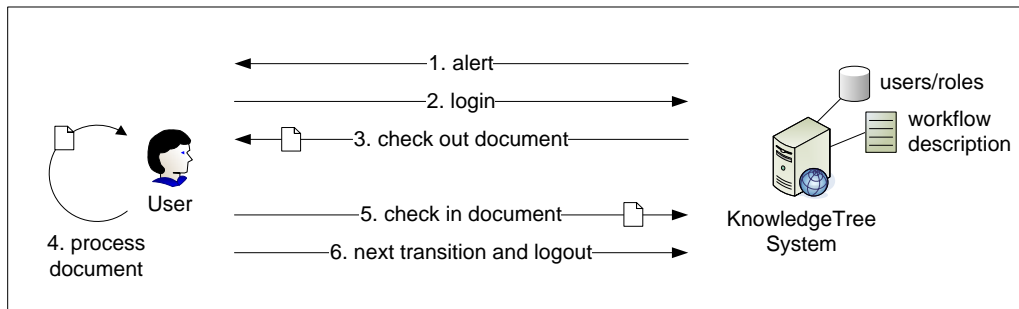 1. alert
2. login
3. check out document
User
4. process
document
5. check in document
6. next transition and logout
users/roles
workflow
description
KnowledgeTree
System